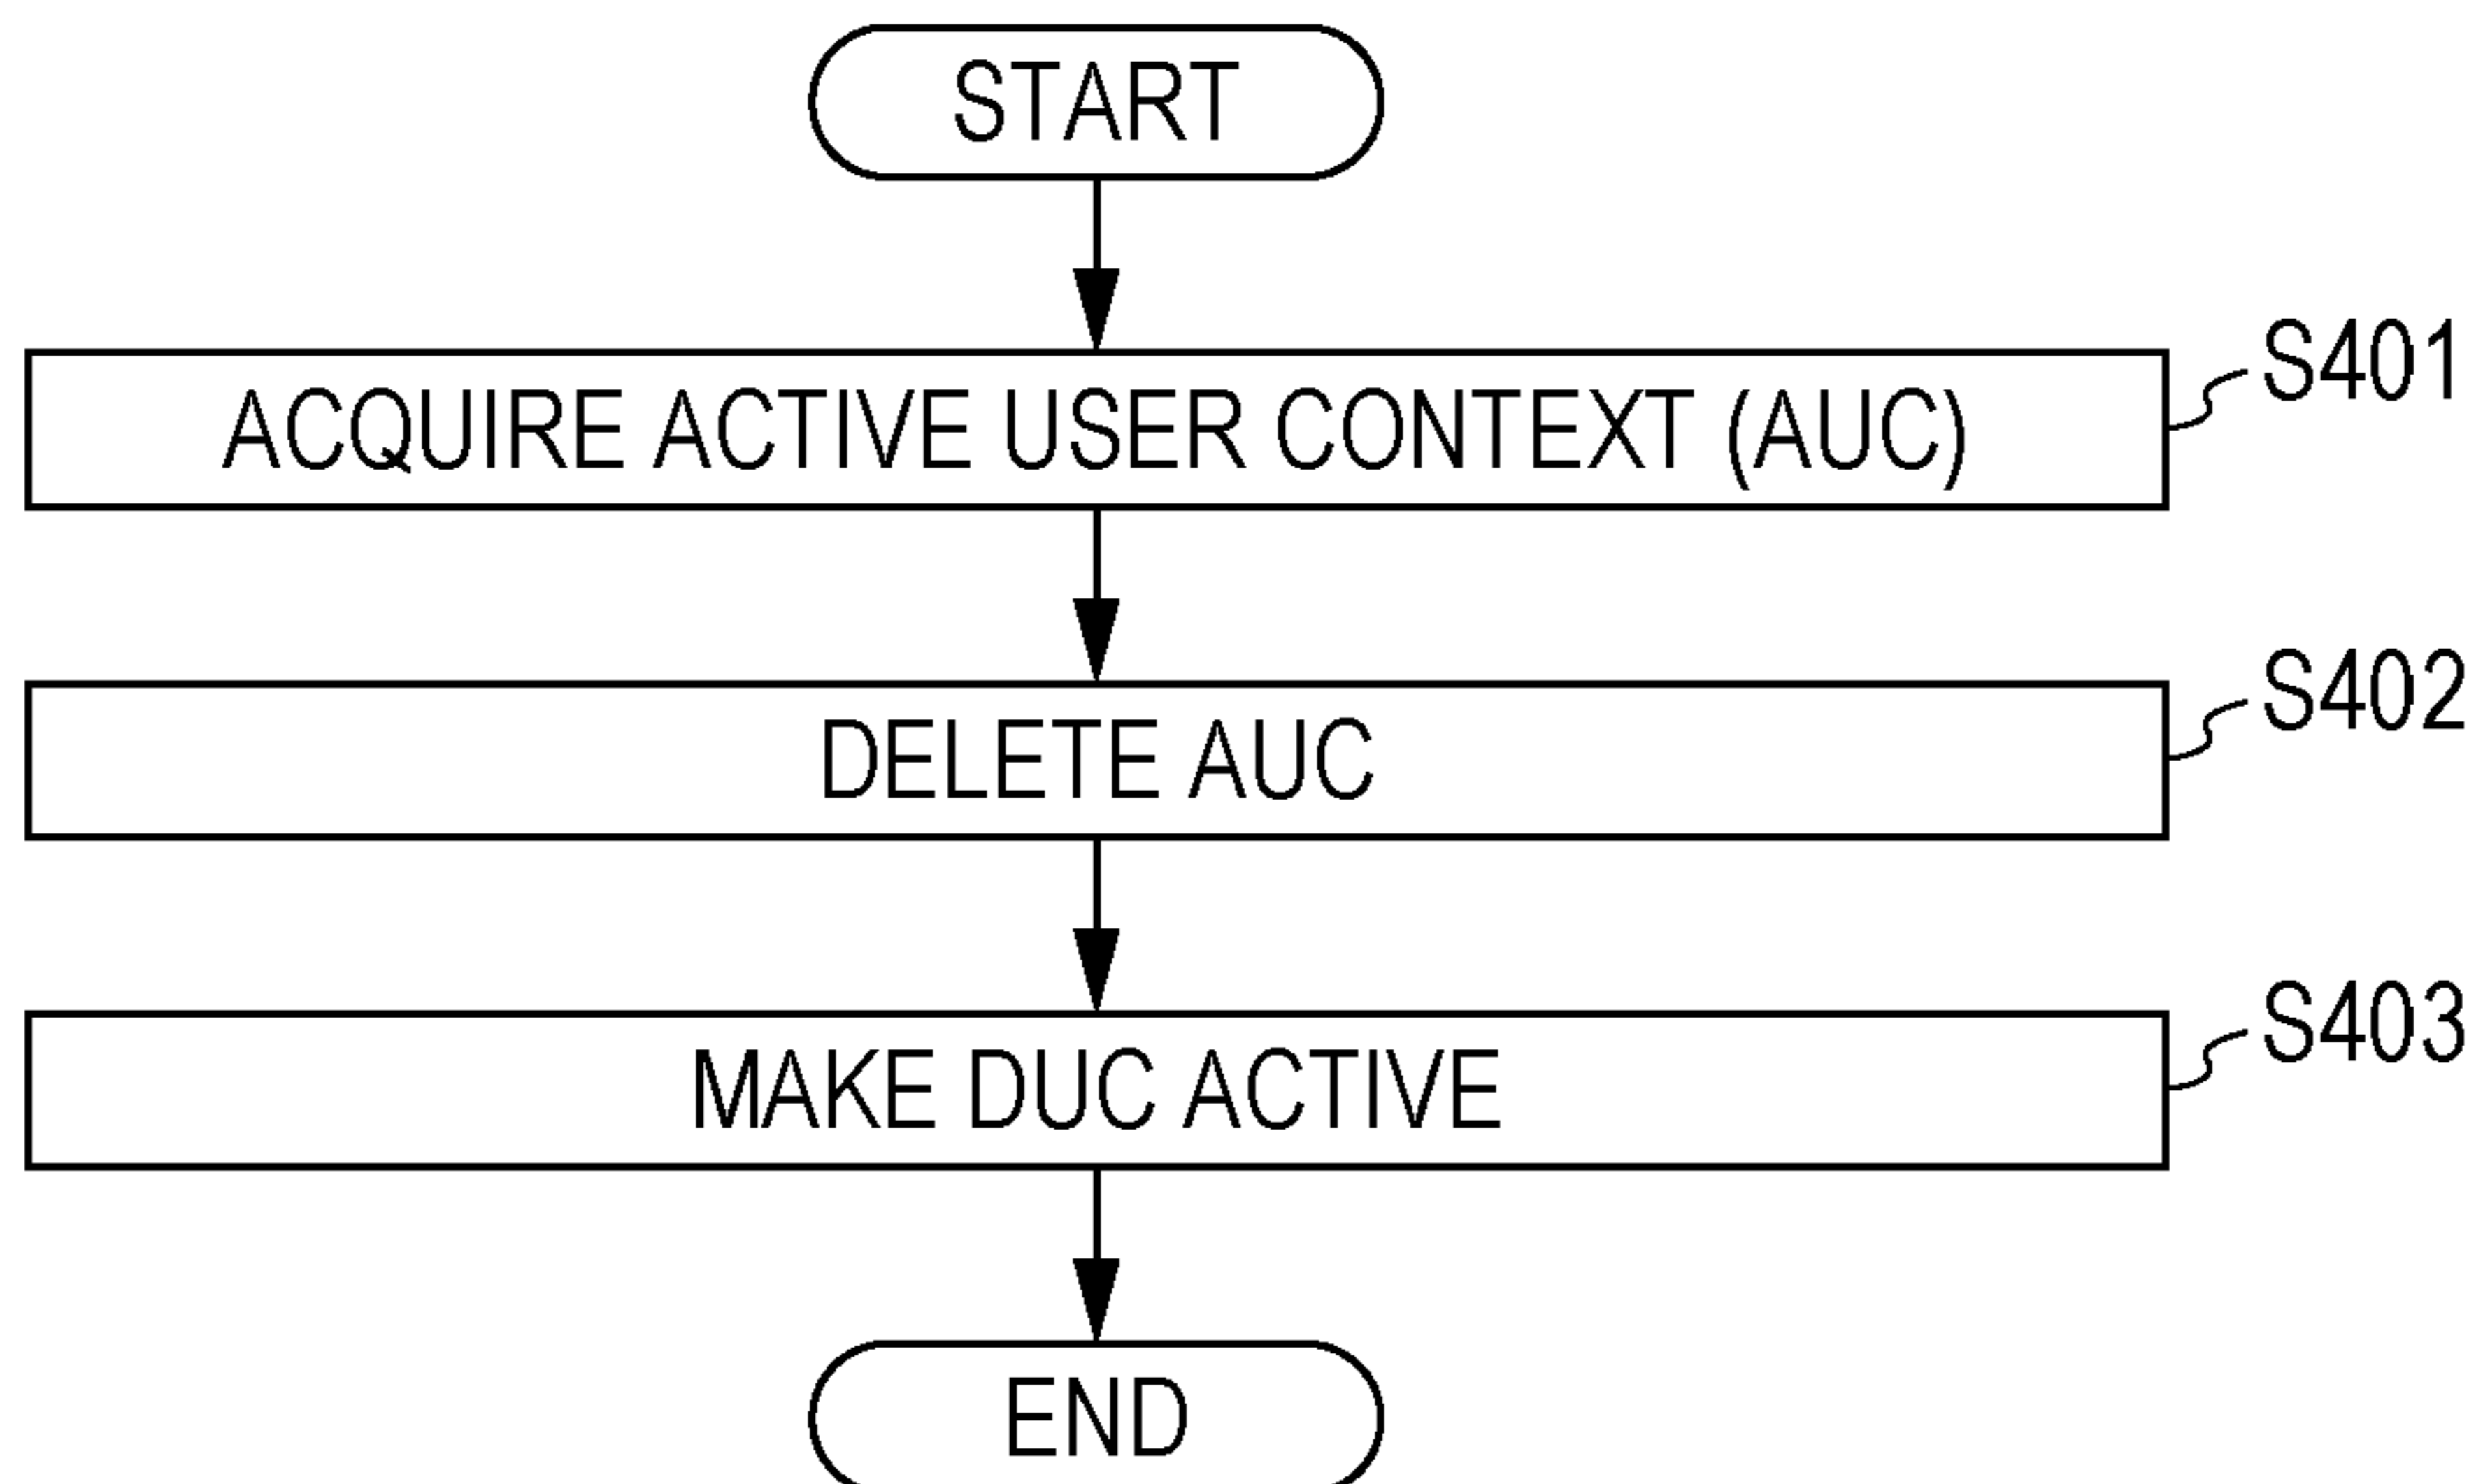 START
ACQUIRE ACTIVE USER CONTEXT (AUC)
S401
DELETE AUC
S402
MAKE DUC ACTIVE
S403
END